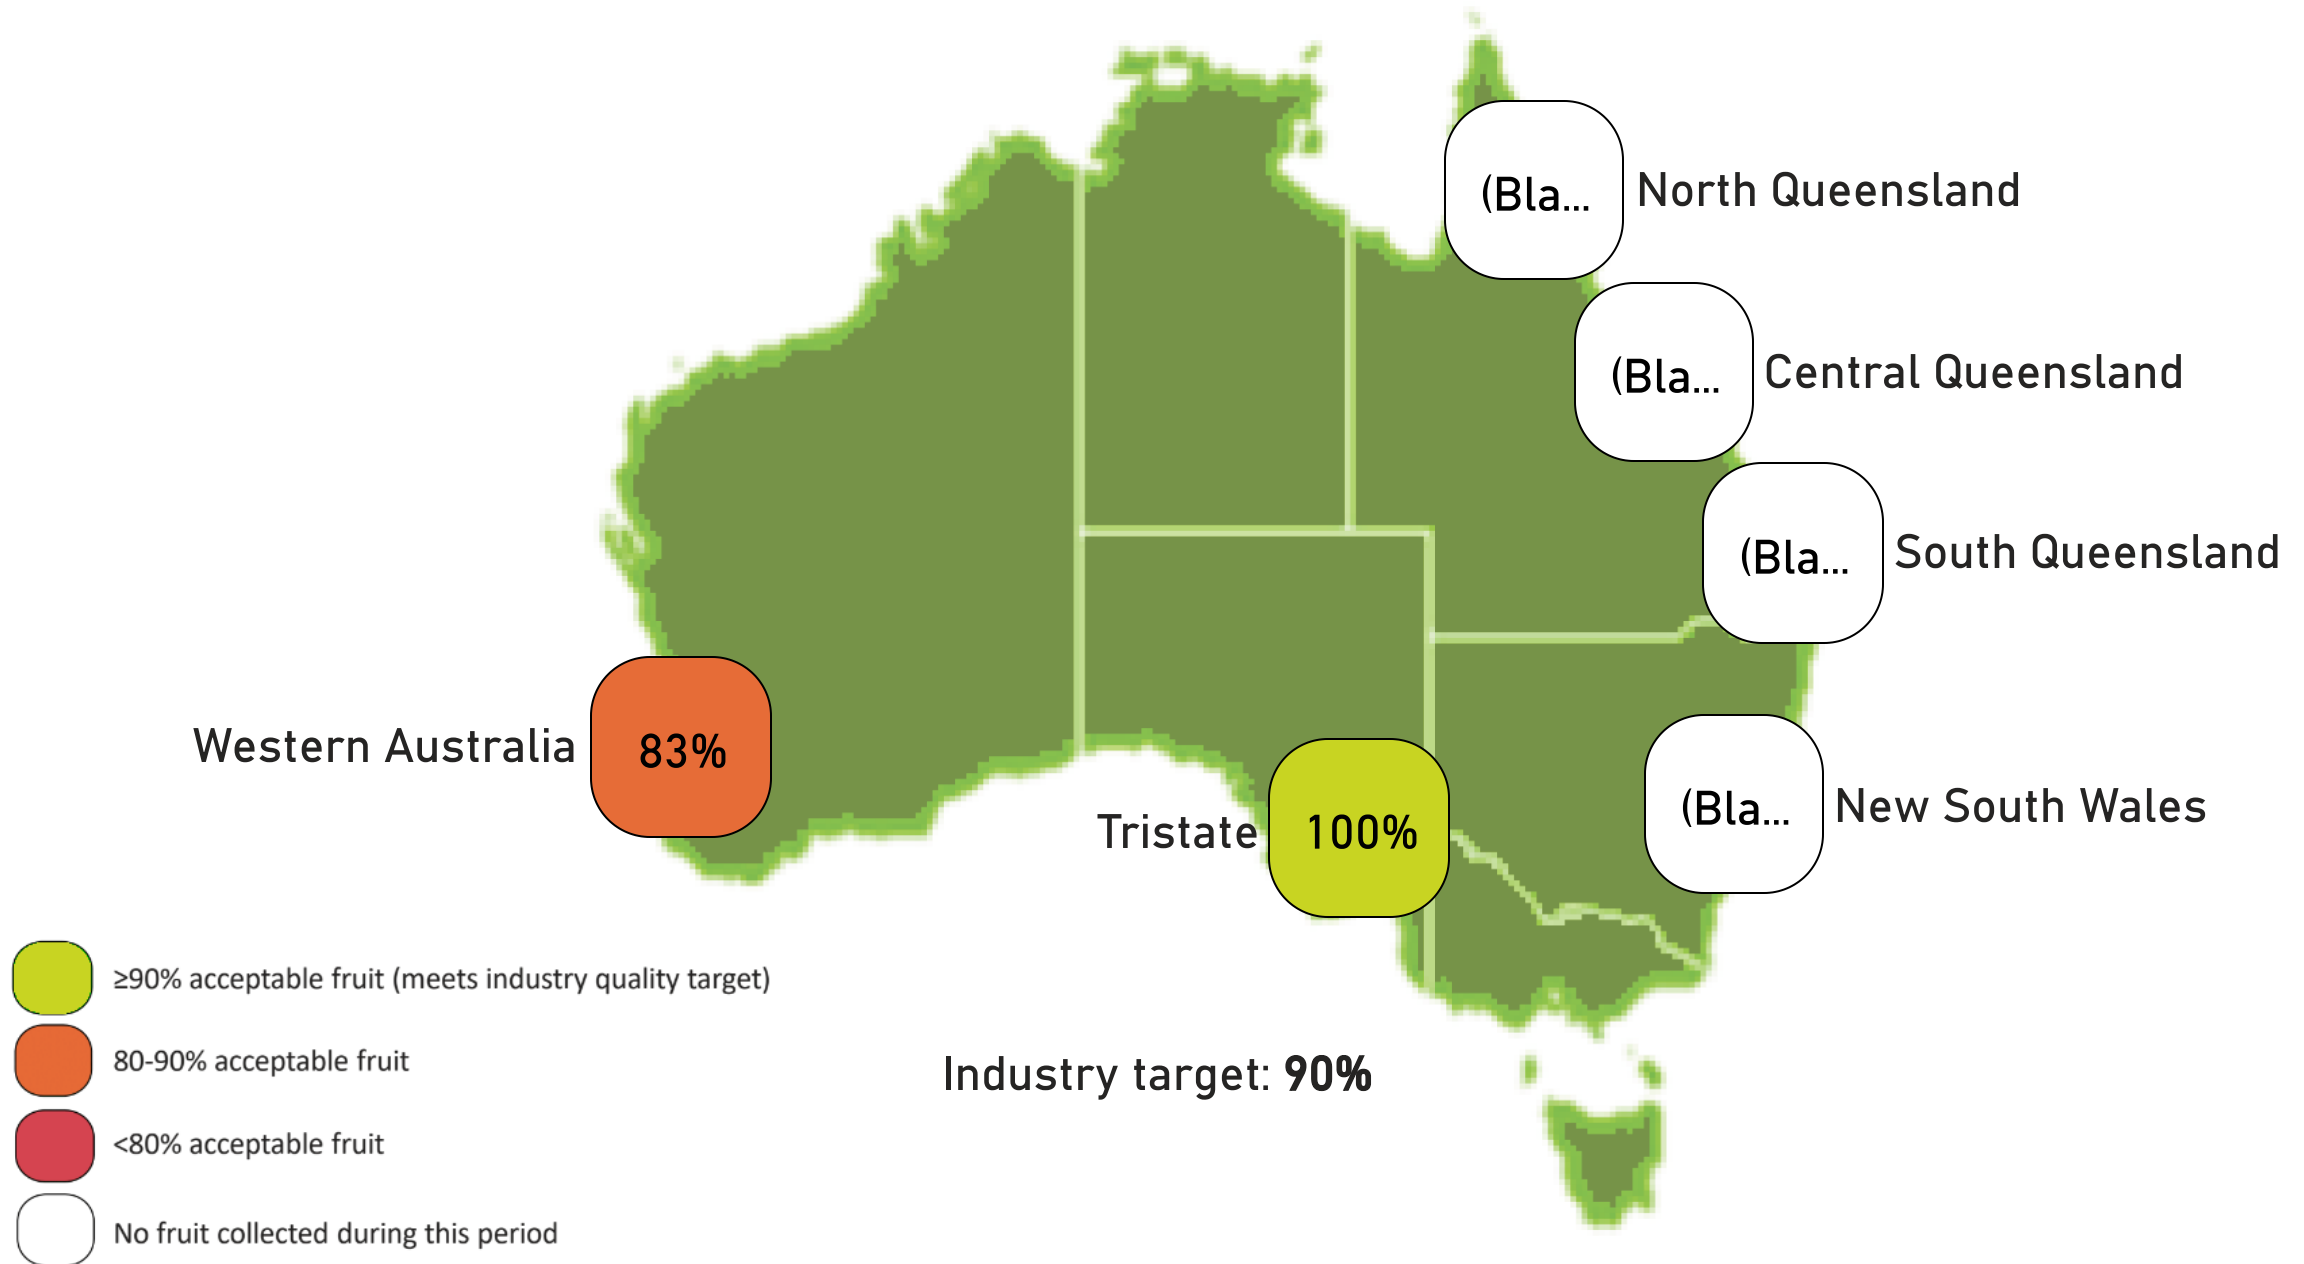 (Bla... North Queensland
(Bla... Central Queensland
(Bla... South Queensland
Western Australia 83%
(Bla... New South Wales
Tristate 100%
≥90% acceptable fruit (meets industry quality target)
80-90% acceptable fruit
Industry target: 90%
<80% acceptable fruit
No fruit collected during this period